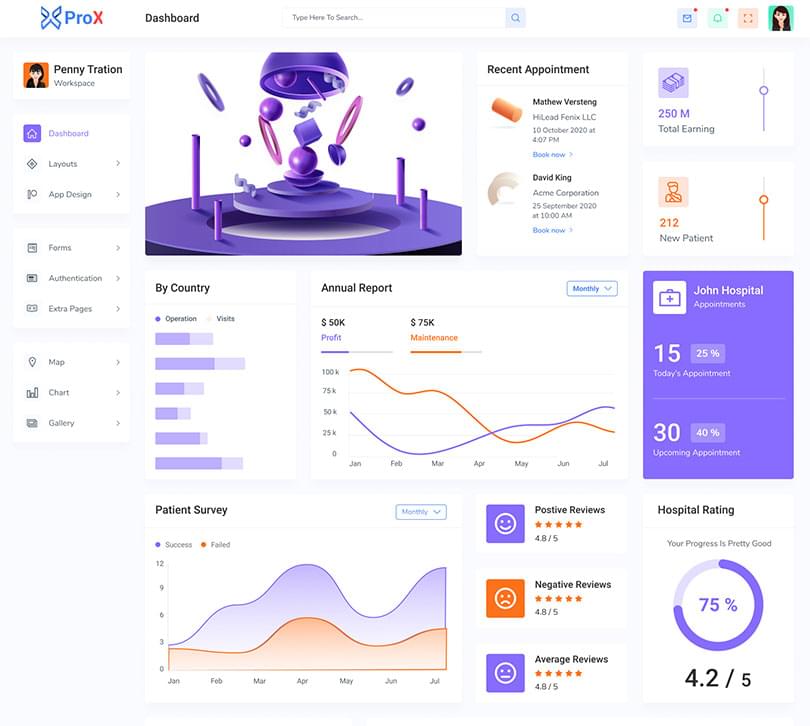 ProX
Dashboard
Type Here To Search...
Penny Tration
Workspace
Dashboard
Layouts
App Design
Forms
Authentication
Extra Pages
Map
Chart
Gallery
Recent Appointment
Mathew Versteng
HiLead Fenix LLC
10 October 2020 at
4:07 PM
Book now
David King
Acme Corporation
25 September 2020
at 10:00 AM
Book now
250 M
Total Earning
212
New Patient
By Country
Operation Visits
Annual Report
Monthly
$ 50K
Profit
$ 75K
Maintenance
100 k
75 k
50 k
25 k
0
Jan Feb Mar Apr May Jun Jul
John Hospital
Appointments
15 25 %
Today's Appointment
30 40 %
Upcoming Appointment
Patient Survey
Monthly
Success Failed
12
9
6
3
0
Jan Feb Mar Apr May Jun Jul
Postive Reviews
4.8 / 5
Negative Reviews
4.8 / 5
Average Reviews
4.8 / 5
Hospital Rating
Your Progress Is Pretty Good
75 %
4.2 / 5